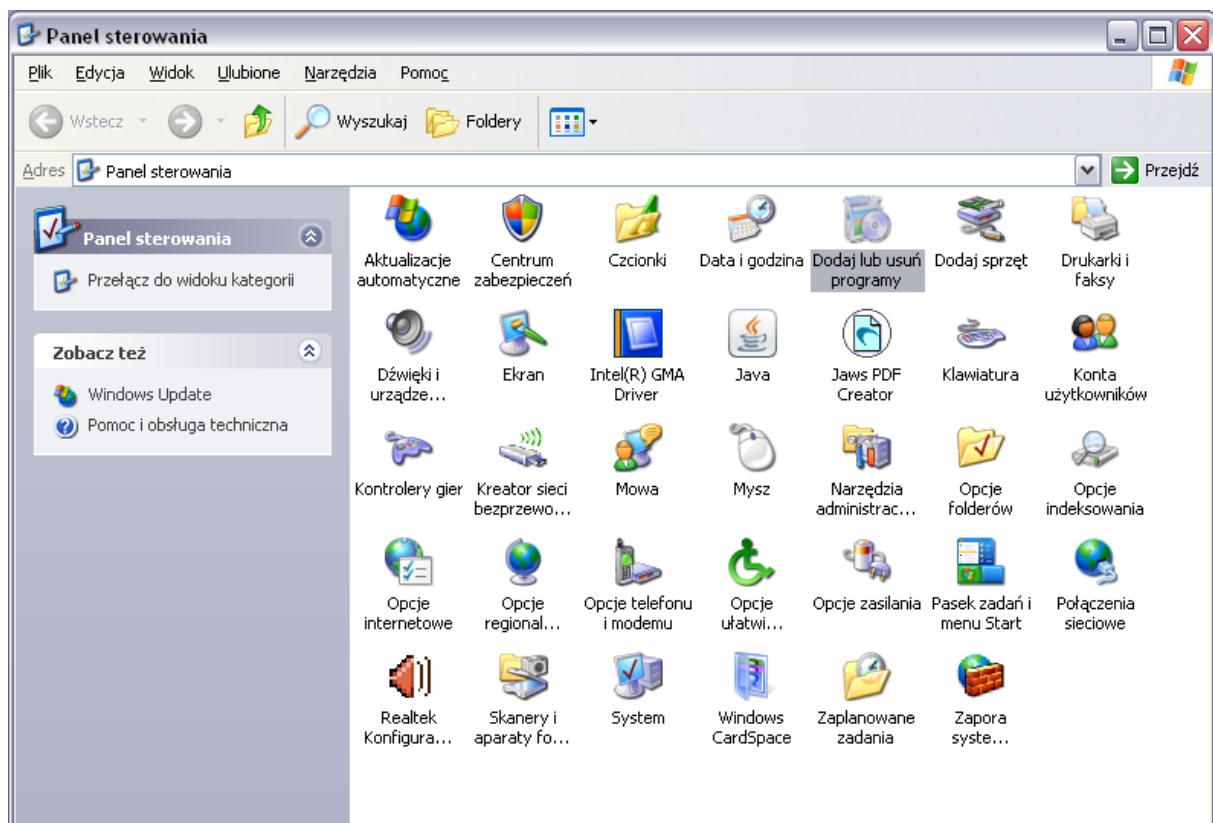 Panel sterowania
Plik Edycja Widok Ulubione Narzędzia Pomoc
Wstecz Wyszukaj Foldery
Adres Panel sterowania Przejdź
Panel sterowania
Przełącz do widoku kategorii
Zobacz też
Windows Update
Pomoc i obsługa techniczna
Aktualizacje
automatyczne
Centrum
zabezpieczeń
Czcionki
Data i godzina
Dodaj lub usuń
programy
Dodaj sprzęt
Drukarki i
faksy
Dźwięki i
urządze...
Ekran
Intel(R) GMA
Driver
Java
Jaws PDF
Creator
Klawiatura
Konta
użytkowników
Kontrolery gier
Kreator sieci
bezprzewo...
Mowa
Mysz
Narzędzia
administrac...
Opcje
folderów
Opcje
indeksowania
Opcje
internetowe
Opcje
regional...
Opcje telefonu
i modemu
Opcje
ułatwi...
Opcje zasilania
Pasek zadań i
menu Start
Połączenia
sieciowe
Realtek
Konfigura...
Skanery i
aparaty fo...
System
Windows
CardSpace
Zaplanowane
zadania
Zapora
syste...